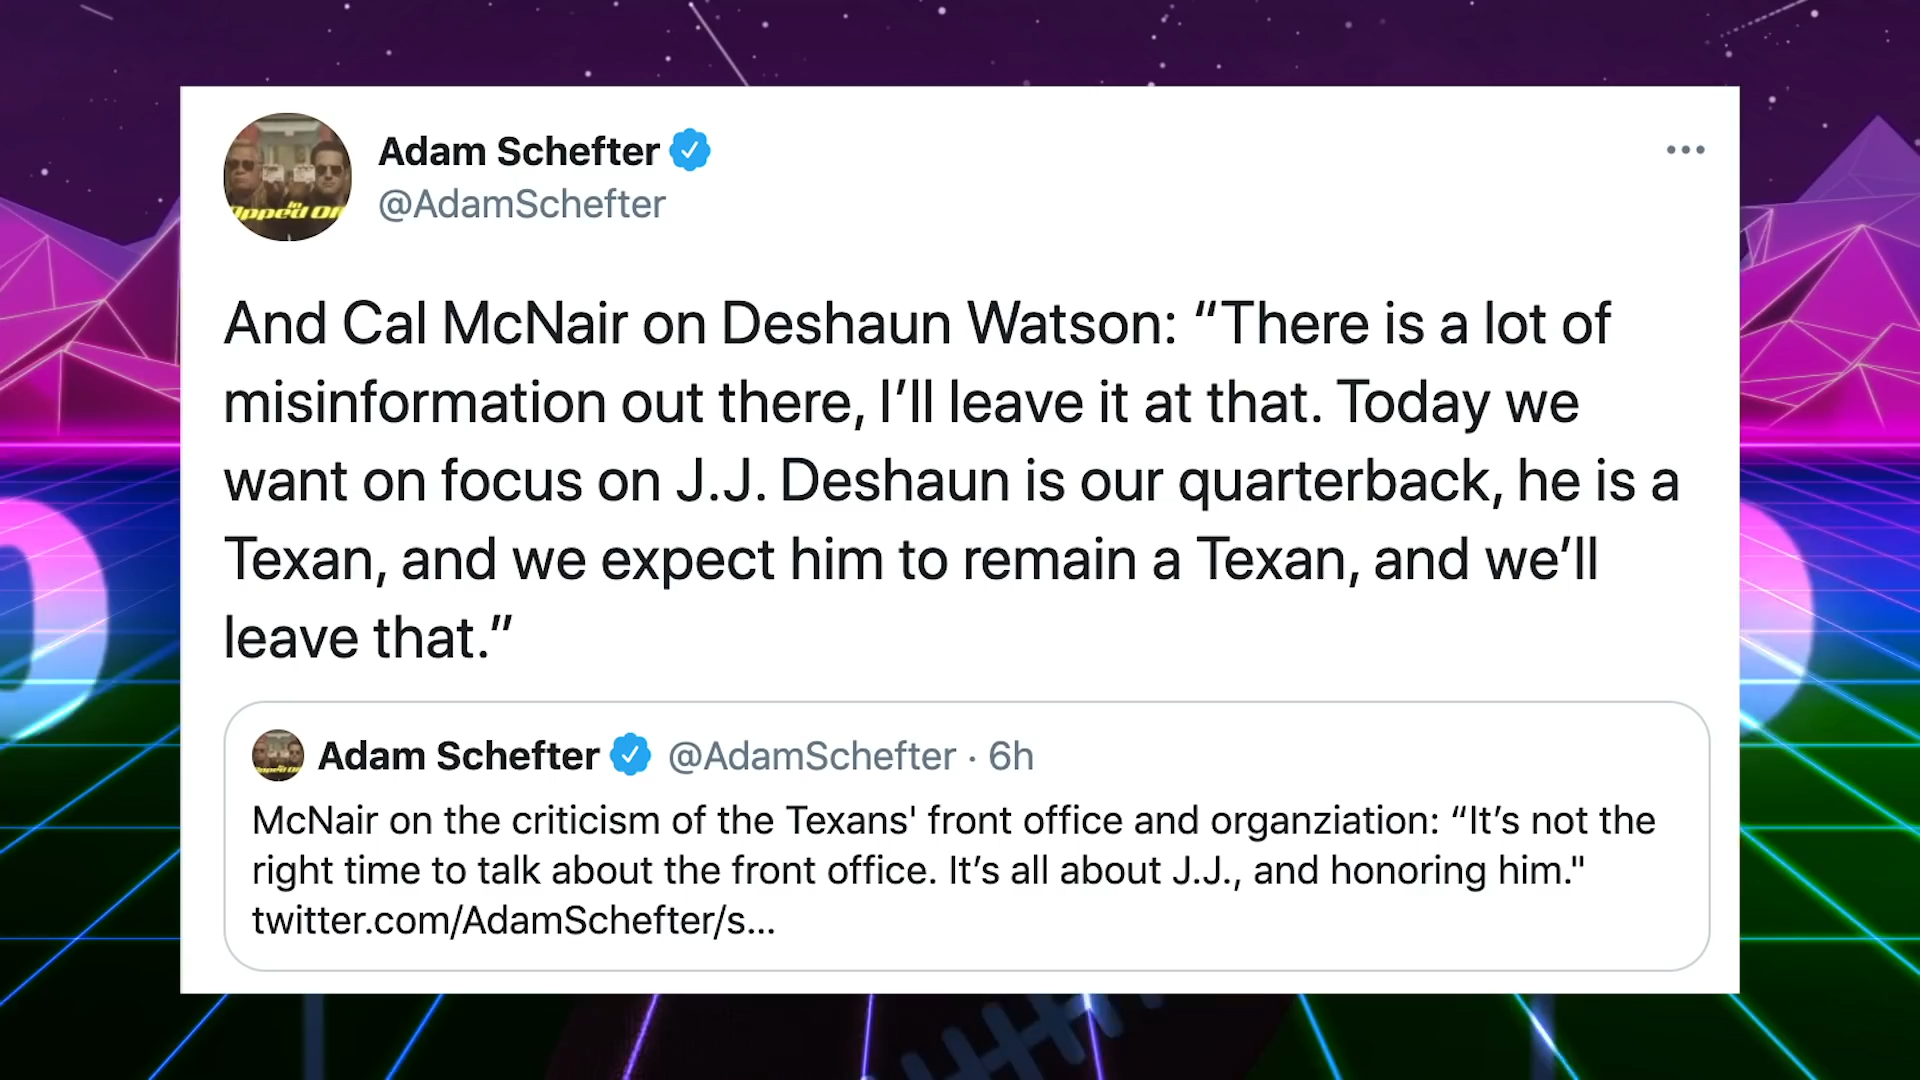 Adam Schefter
@AdamSchefter
in
And Cal McNair on Deshaun Watson: “There is a lot of
misinformation out there, I’ll leave it at that. Today we
want on focus on J.J. Deshaun is our quarterback, he is a
Texan, and we expect him to remain a Texan, and we’ll
leave that.”
Adam Schefter @AdamSchefter · 6h
McNair on the criticism of the Texans' front office and organziation: “It’s not the
right time to talk about the front office. It’s all about J.J., and honoring him."
twitter.com/AdamSchefter/s...